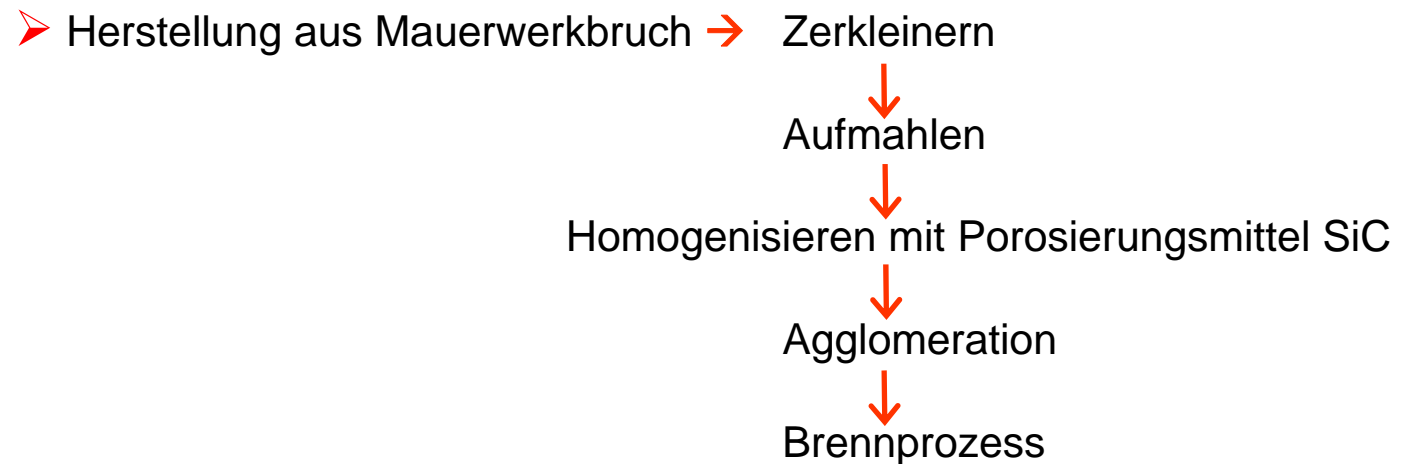 ➢ Herstellung aus Mauerwerkbruch → Zerkleinern
Aufmahlen
Homogenisieren mit Porosierungsmittel SiC
Agglomeration
Brennprozess